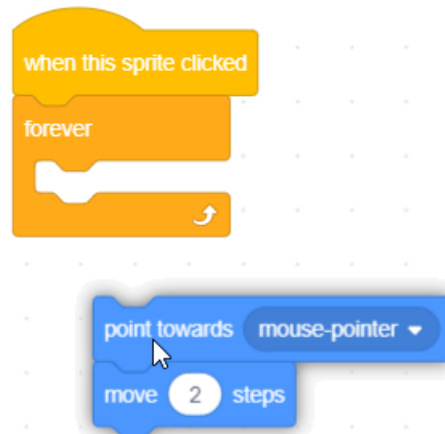 when this sprite clicked
forever
point towards mouse-pointer
move 2 steps